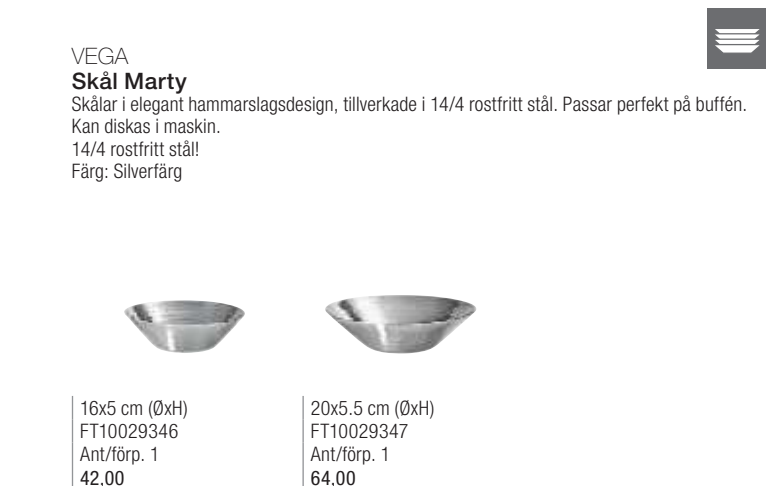 VEGA
Skål Marty
Skålar i elegant hammarslagsdesign, tillverkade i 14/4 rostfritt stål. Passar perfekt på buffén.
Kan diskas i maskin.
14/4 rostfritt stål!
Färg: Silverfärg
16x5 cm (ØxH)
FT10029346
Ant/förp. 1
42,00
20x5.5 cm (ØxH)
FT10029347
Ant/förp. 1
64,00